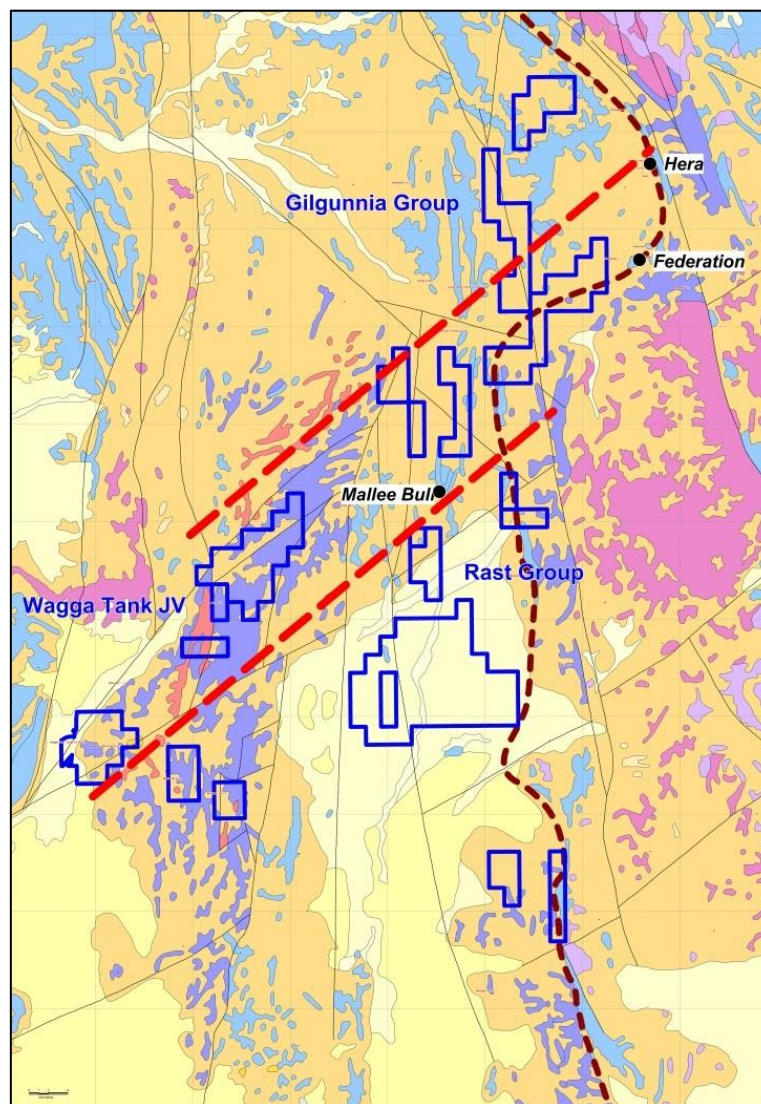 Hera
Gilgunnia Group
Federation
Mallee Bull
Rast Group
Wagga Tank JV